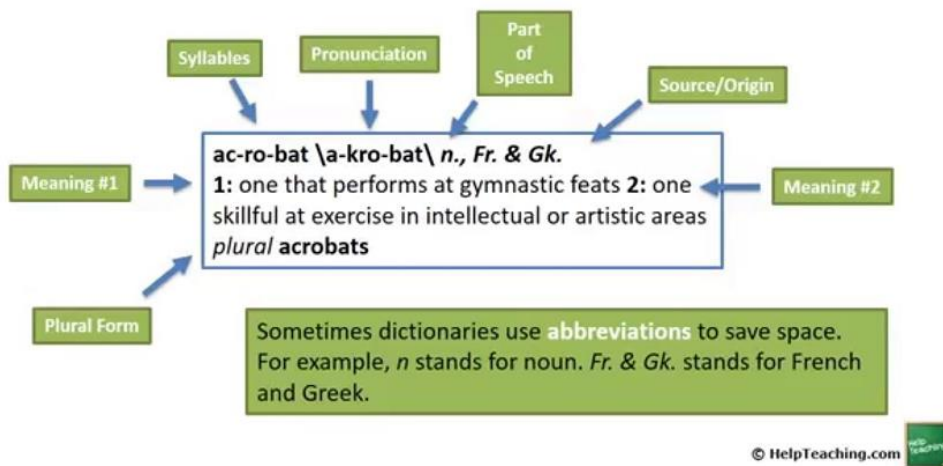 Syllables
Pronunciation
Part
of
Speech
Source/Origin
ac-ro-bat \a-kro-bat\ n., Fr. & Gk.
Meaning #1
1: one that performs at gymnastic feats 2: one
Meaning #2
skillful at exercise in intellectual or artistic areas
plural acrobats
Plural Form
Sometimes dictionaries use abbreviations to save space.
For example, n stands for noun. Fr. & Gk. stands for French
and Greek.
© HelpTeaching.com
Help
Teaching